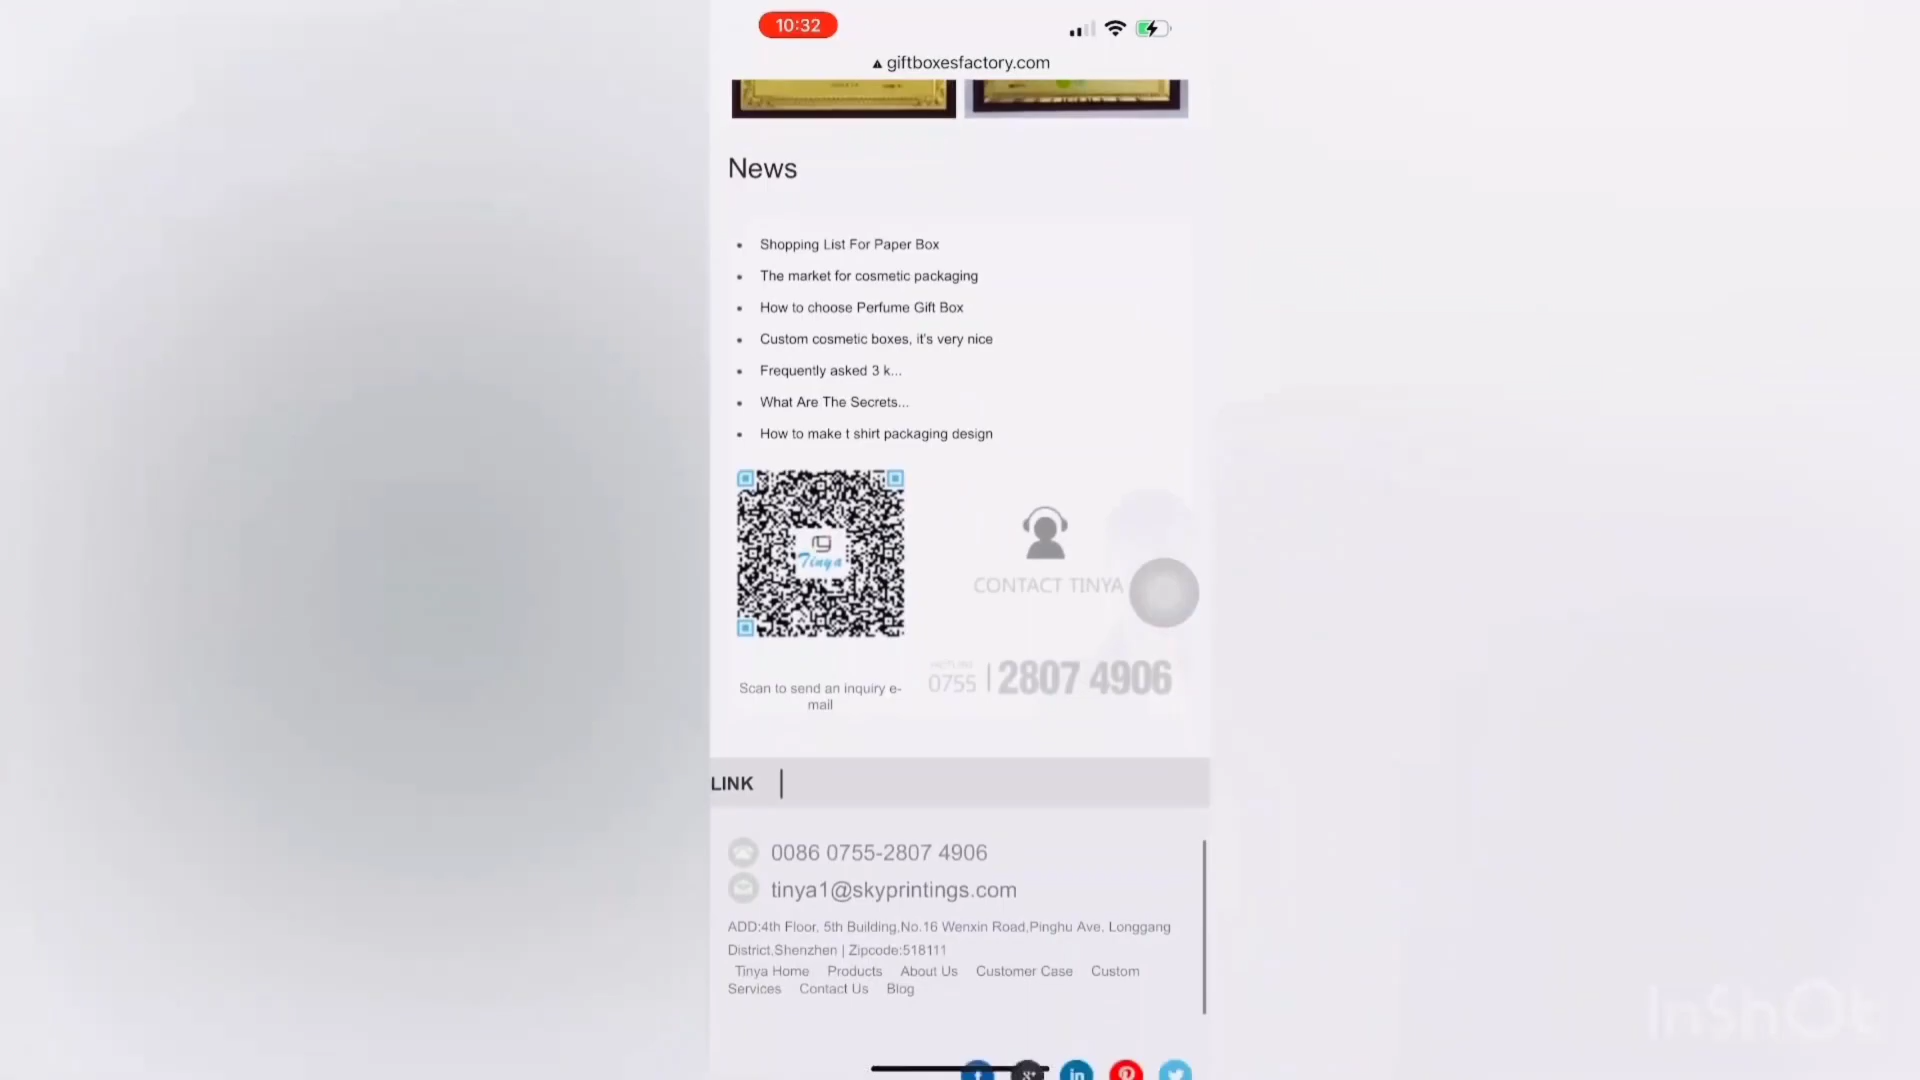 10:32
giftboxesfactory.com
News
Shopping List For Paper Box
The market for cosmetic packaging
How to choose Perfume Gift Box
Custom cosmetic boxes, it's very nice
Frequently asked 3 k...
What Are The Secrets...
How to make t shirt packaging design
Tinya
CONTACT TINYA
0755 | 2807 4906
Scan to send an inquiry e-
mail
LINK
0086 0755-2807 4906
tinya1@skyprintings.com
ADD:4th Floor, 5th Building,No.16 Wenxin Road,Pinghu Ave, Longgang
District,Shenzhen | Zipcode:518111
Tinya Home Products About Us Customer Case Custom
Services Contact Us Blog
InShOt